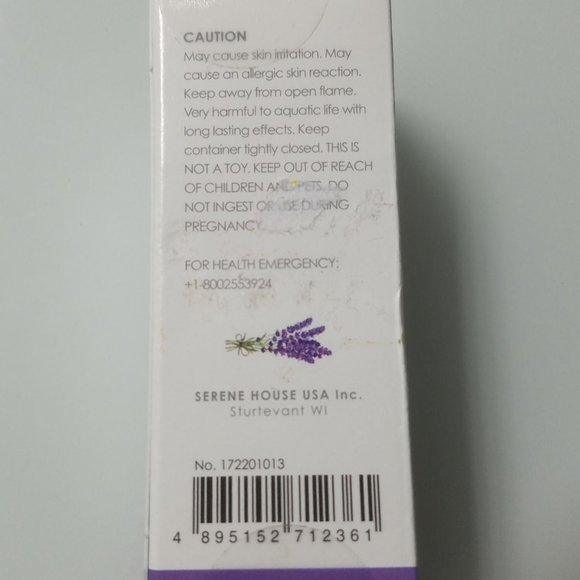 CAUTION
May cause skin irritation. May
cause an allergic skin reaction.
Keep away from open flame.
Very harmful to aquatic life with
long lasting effects. Keep
container tightly closed. THIS IS
NOT A TOY. KEEP OUT OF REACH
OF CHILDREN AND PETS. DO
NOT INGEST OR USE DURING
PREGNANCY.
FOR HEALTH EMERGENCY:
+1-8002553924
SERENE HOUSE USA Inc.
Sturtevant WI
No. 172201013
4 895152 712361